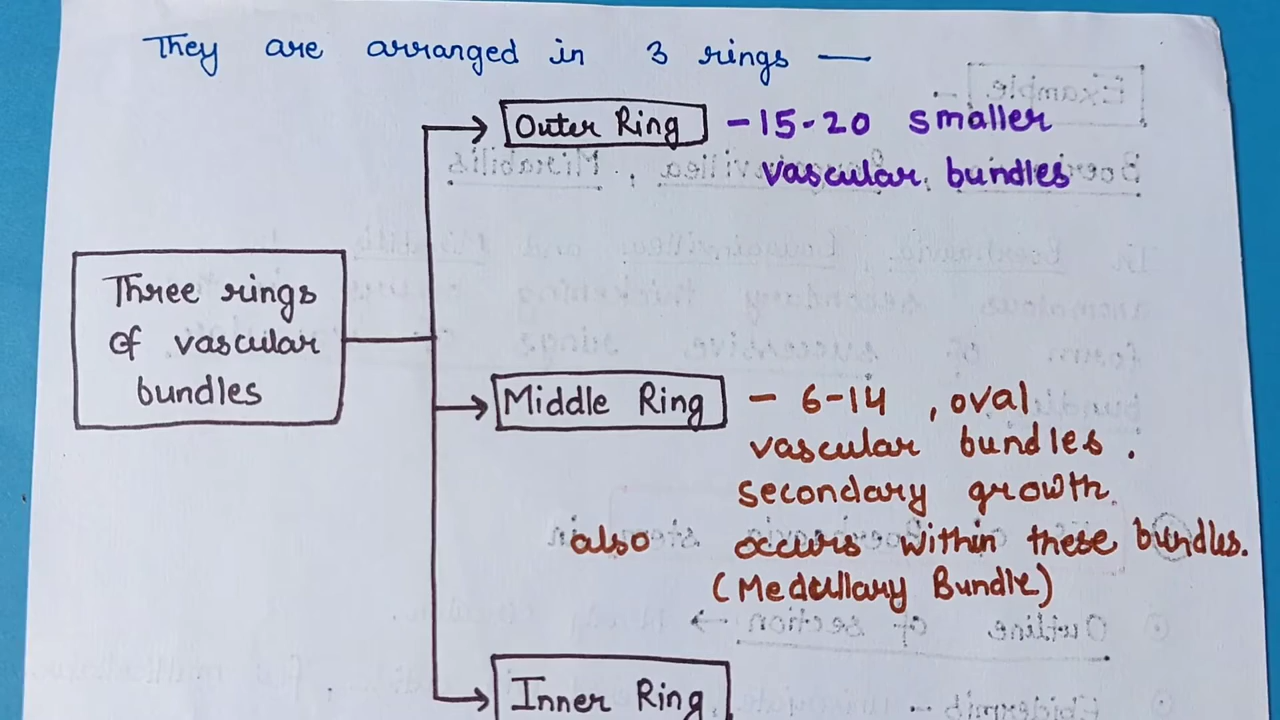 They are arranged in 3 rings —
Outer Ring - 15-20 smaller
vascular bundles
Three rings
of vascular
bundles
Middle Ring - 6-14 , oval
vascular bundles.
secondary growth.
also occurs within these bundles.
(Medullary Bundle)
Inner Ring